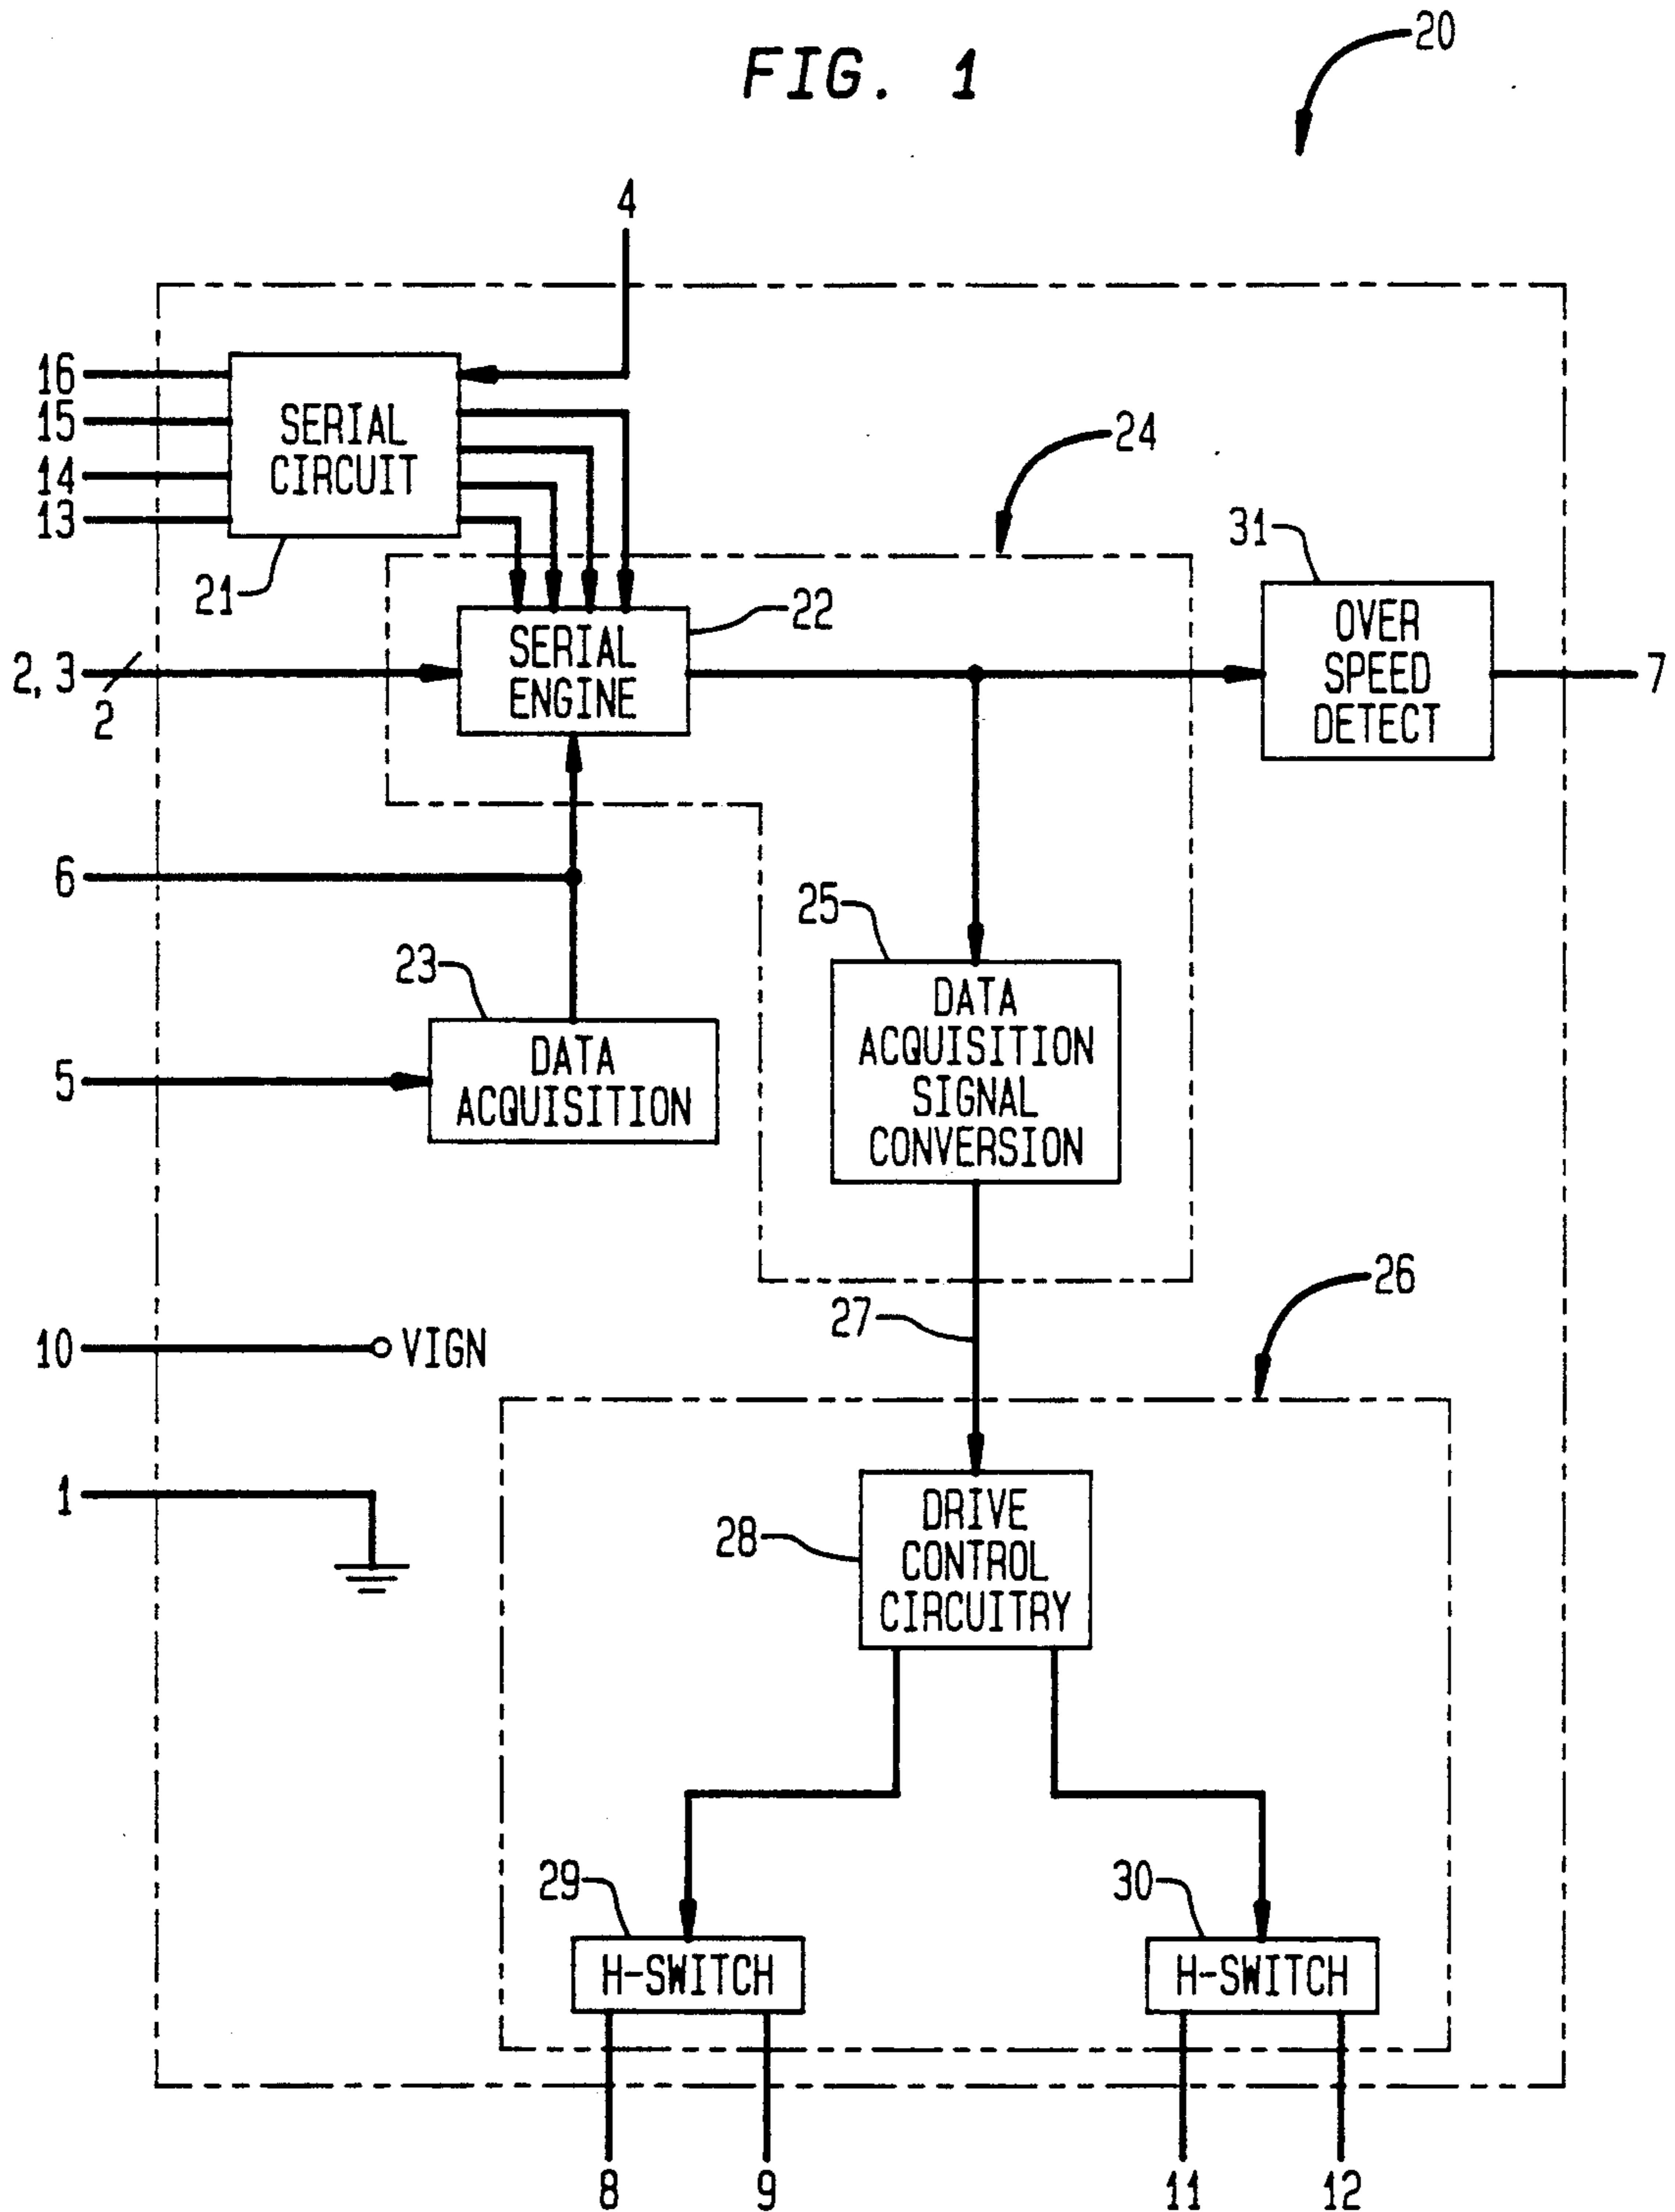 FIG. 1
20
4
16
15
14
13
SERIAL
CIRCUIT
21
24
31
22
SERIAL
ENGINE
OVER
SPEED
DETECT
2, 3
2
7
6
25
23
DATA
ACQUISITION
SIGNAL
CONVERSION
5
DATA
ACQUISITION
27
26
10
VIGN
1
28
DRIVE
CONTROL
CIRCUITRY
29
30
H-SWITCH
H-SWITCH
8
9
11
12